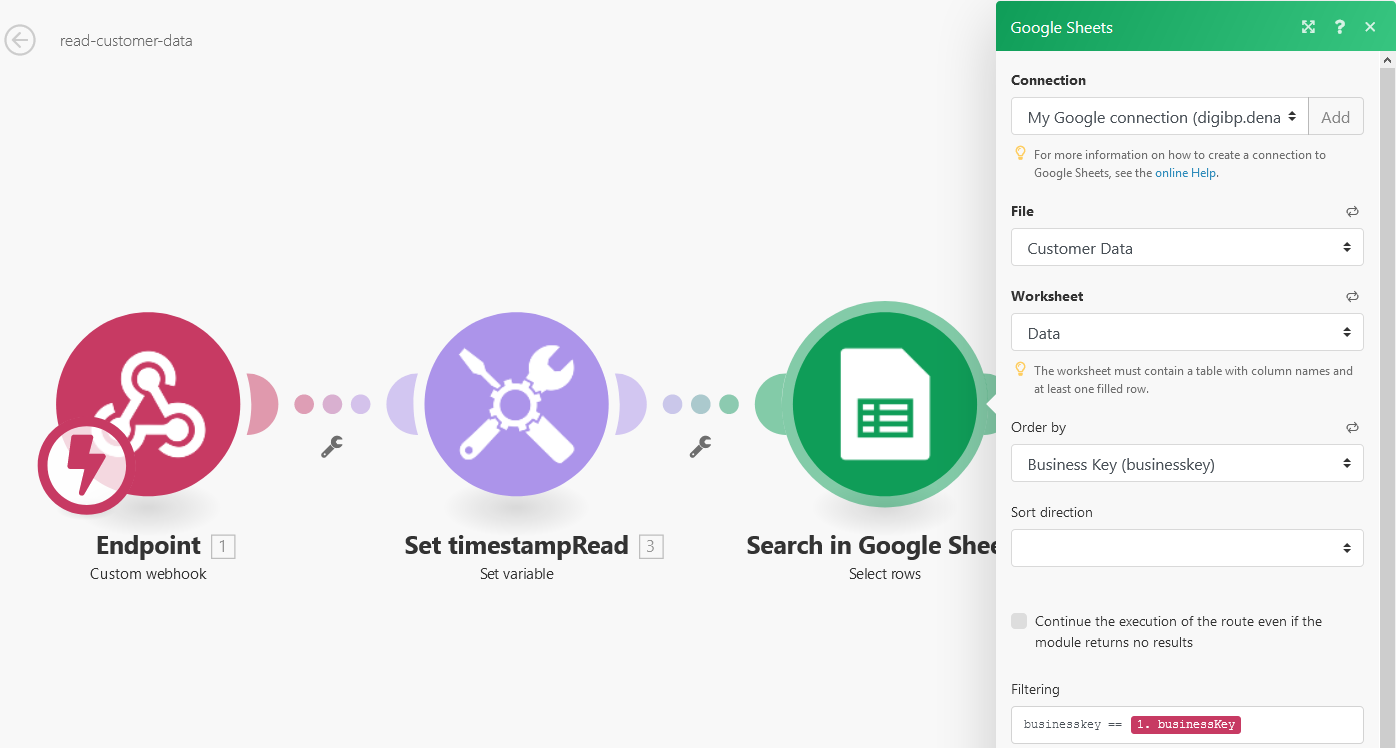 read-customer-data
Endpoint 1
Custom webhook
Set timestampRead 3
Set variable
Search in Google Shee
Select rows
Google Sheets
?
Connection
My Google connection (digibp.dena
Add
For more information on how to create a connection to
Google Sheets, see the online Help.
File
Customer Data
Worksheet
Data
The worksheet must contain a table with column names and
at least one filled row.
Order by
Business Key (businesskey)
Sort direction
Continue the execution of the route even if the
module returns no results
Filtering
businesskey == 1. businessKey